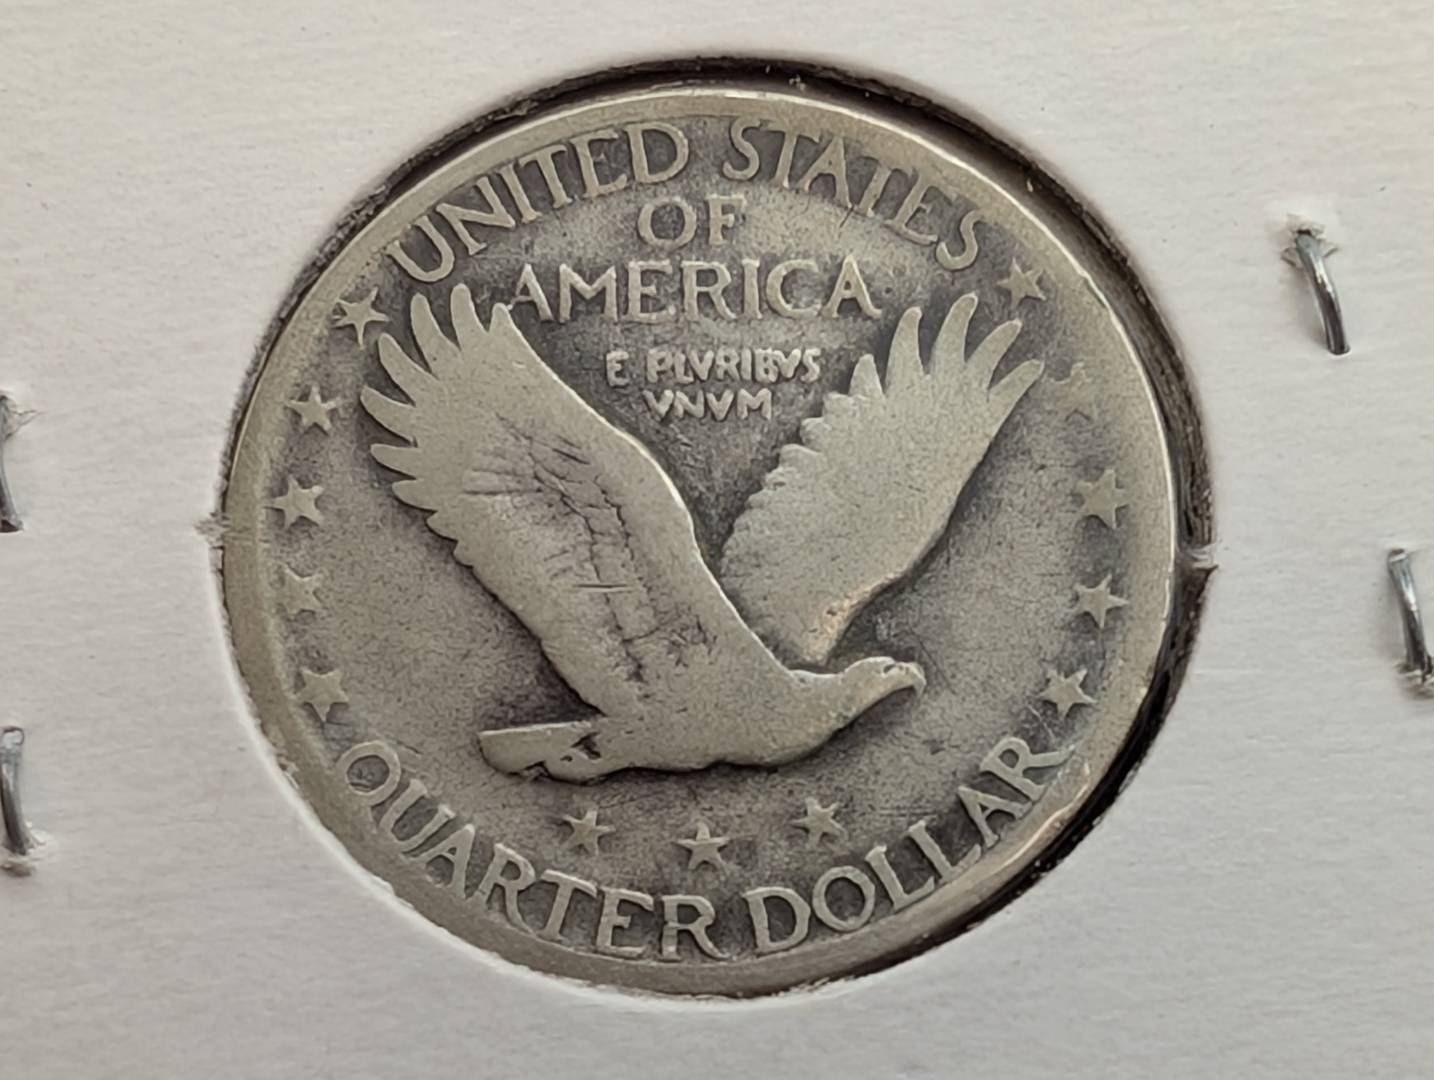 UNITED STATES
OF
AMERICA
E PLVRIBVS
VNVM
QUARTER DOLLAR